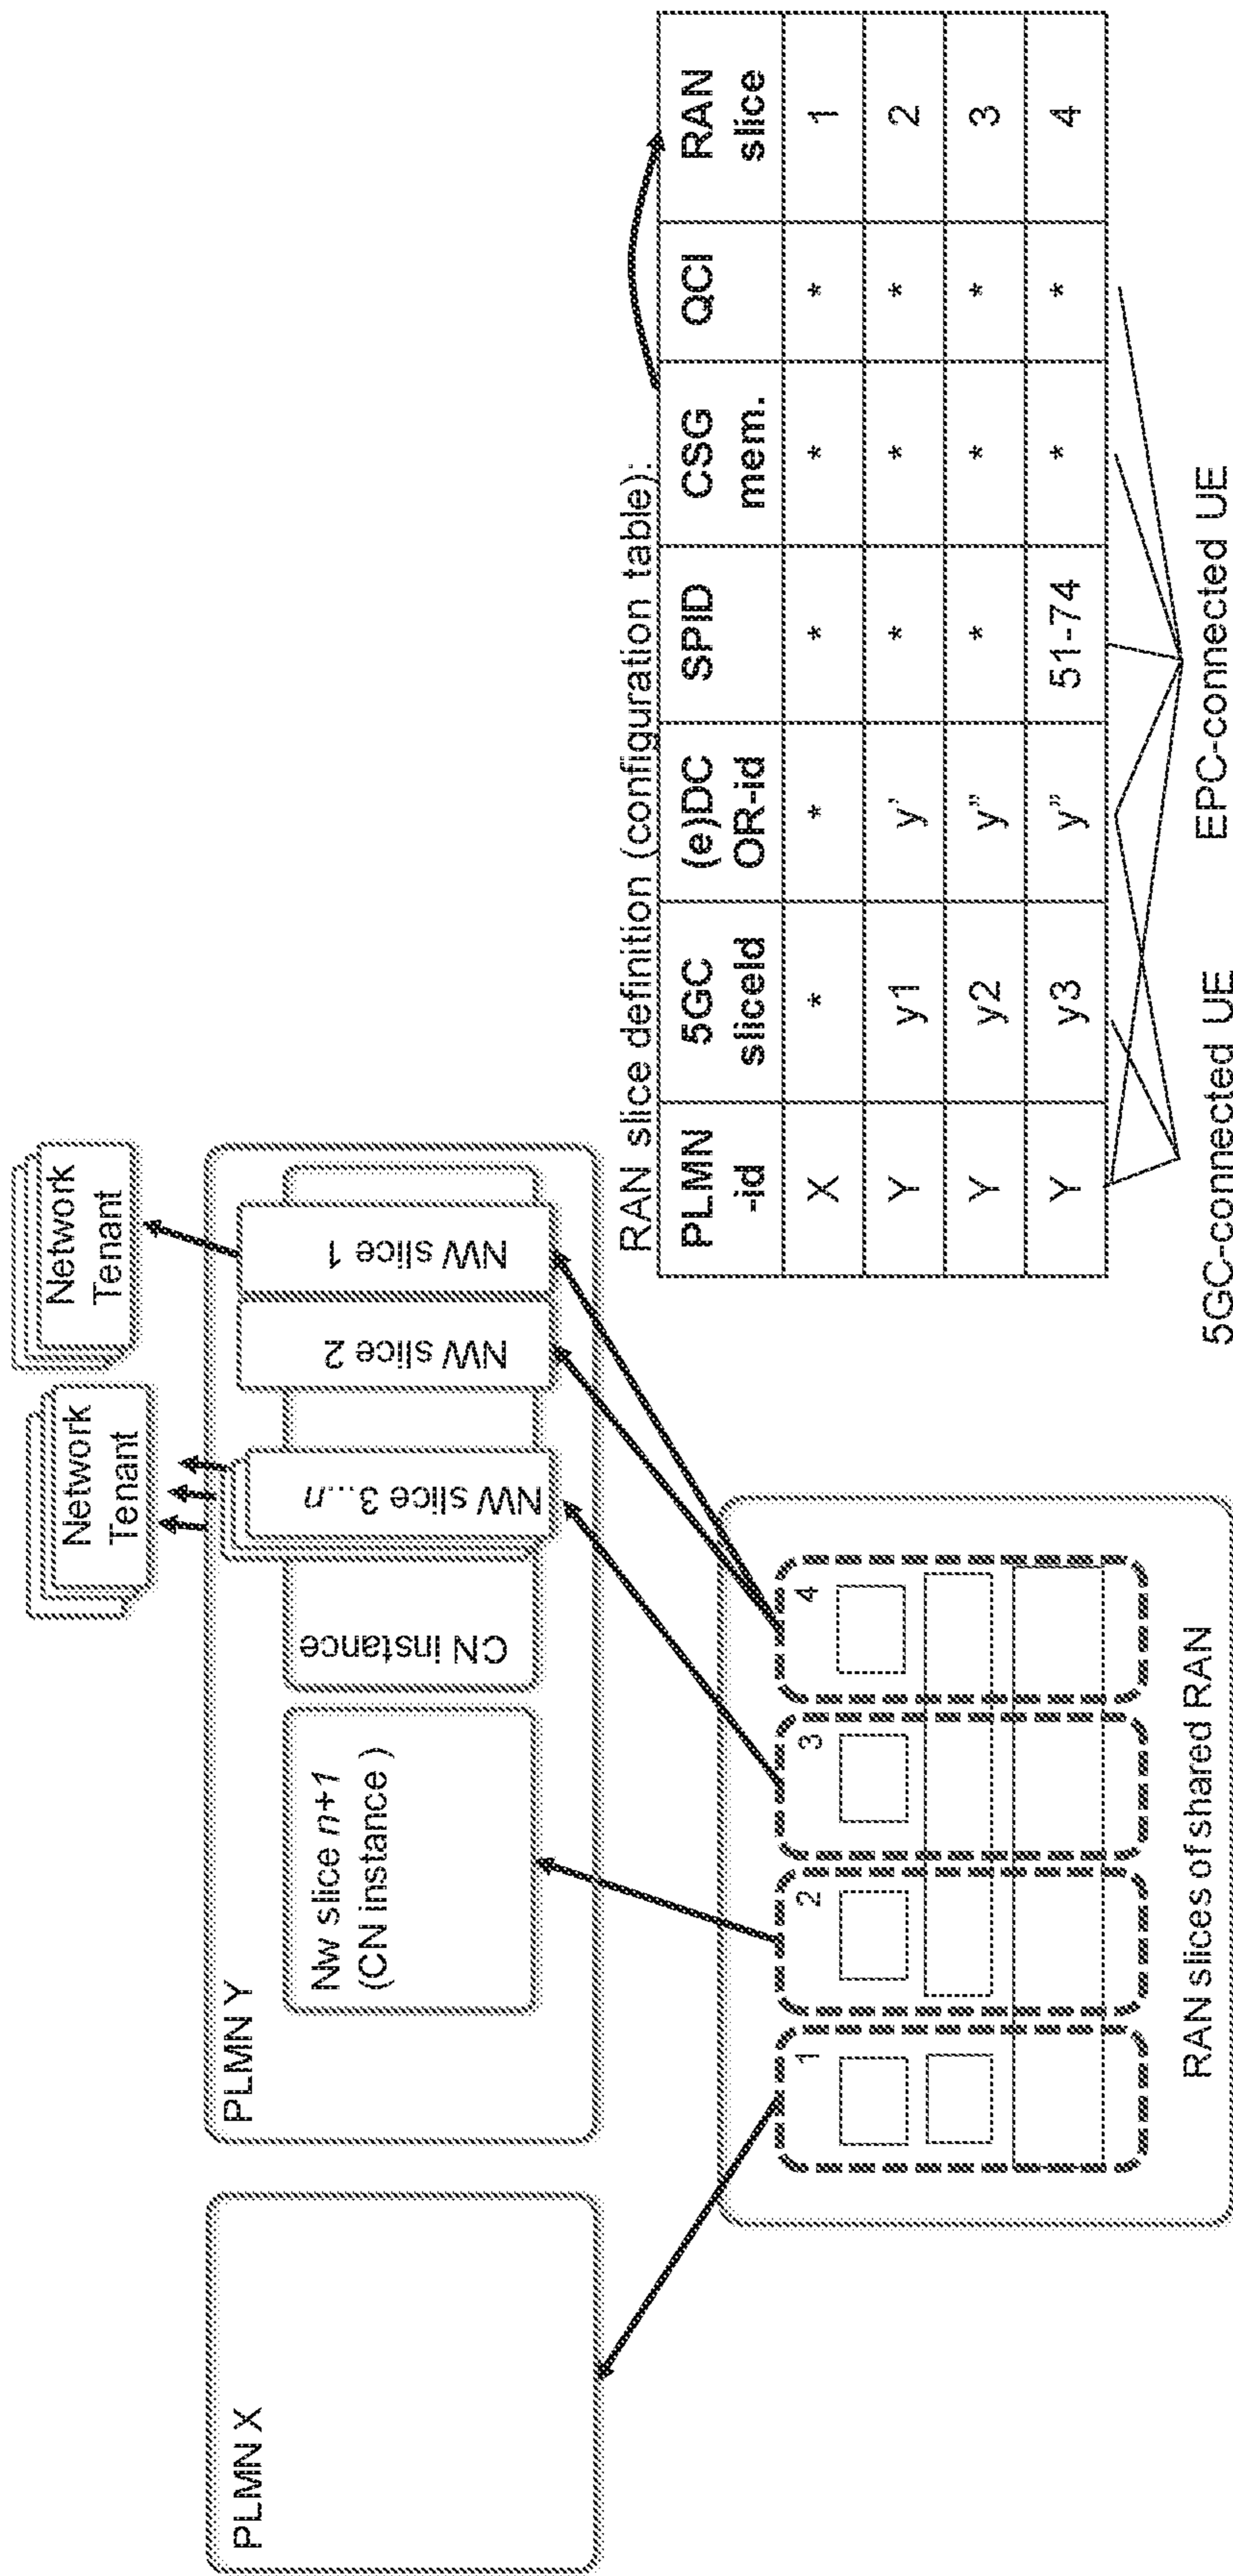 PLMN X
PLMN Y
Nw slice n+1
(CN instance )
CN instance
NW slice 3...n
NW slice 2
NW slice 1
Network
Tenant
Network
Tenant
1
2
3
4
RAN slices of shared RAN
RAN slice definition (configuration table):
PLMN
-id
5GC
sliceId
(e)DC
OR-id
SPID
CSG
mem.
QCI
RAN
slice
X * * * * * 1
Y y1 y’ * * * 2
Y y2 y” * * * 3
Y y3 y” 51-74 * * 4
5GC-connected UE
EPC-connected UE